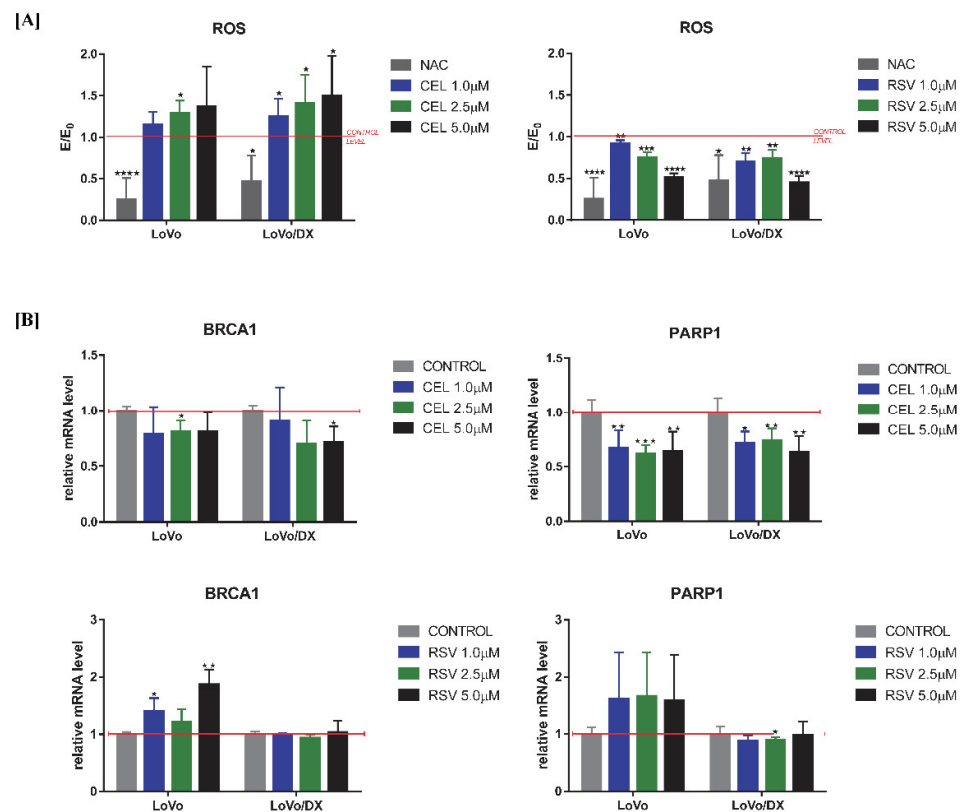 [A]
ROS
E/E0
2.0
1.5
1.0
0.5
0.0
★★★★
★
★
★
★
★
CONTROL
LEVEL
LoVo
LoVo/DX
NAC
CEL 1.0μM
CEL 2.5μM
CEL 5.0μM
ROS
E/E0
2.0
1.5
1.0
0.5
0.0
★★★★
★★
★★★
★★★★
★
★★
★★
★★★★
CONTROL
LEVEL
LoVo
LoVo/DX
NAC
RSV 1.0μM
RSV 2.5μM
RSV 5.0μM
[B]
BRCA1
relative mRNA level
1.5
1.0
0.5
0.0
★
★
LoVo
LoVo/DX
CONTROL
CEL 1.0μM
CEL 2.5μM
CEL 5.0μM
PARP1
relative mRNA level
1.5
1.0
0.5
0.0
★★
★★★
★★
★
★★
★★
LoVo
LoVo/DX
CONTROL
CEL 1.0μM
CEL 2.5μM
CEL 5.0μM
BRCA1
relative mRNA level
3
2
1
0
★
★★
LoVo
LoVo/DX
CONTROL
RSV 1.0μM
RSV 2.5μM
RSV 5.0μM
PARP1
relative mRNA level
3
2
1
0
★
LoVo
LoVo/DX
CONTROL
RSV 1.0μM
RSV 2.5μM
RSV 5.0μM